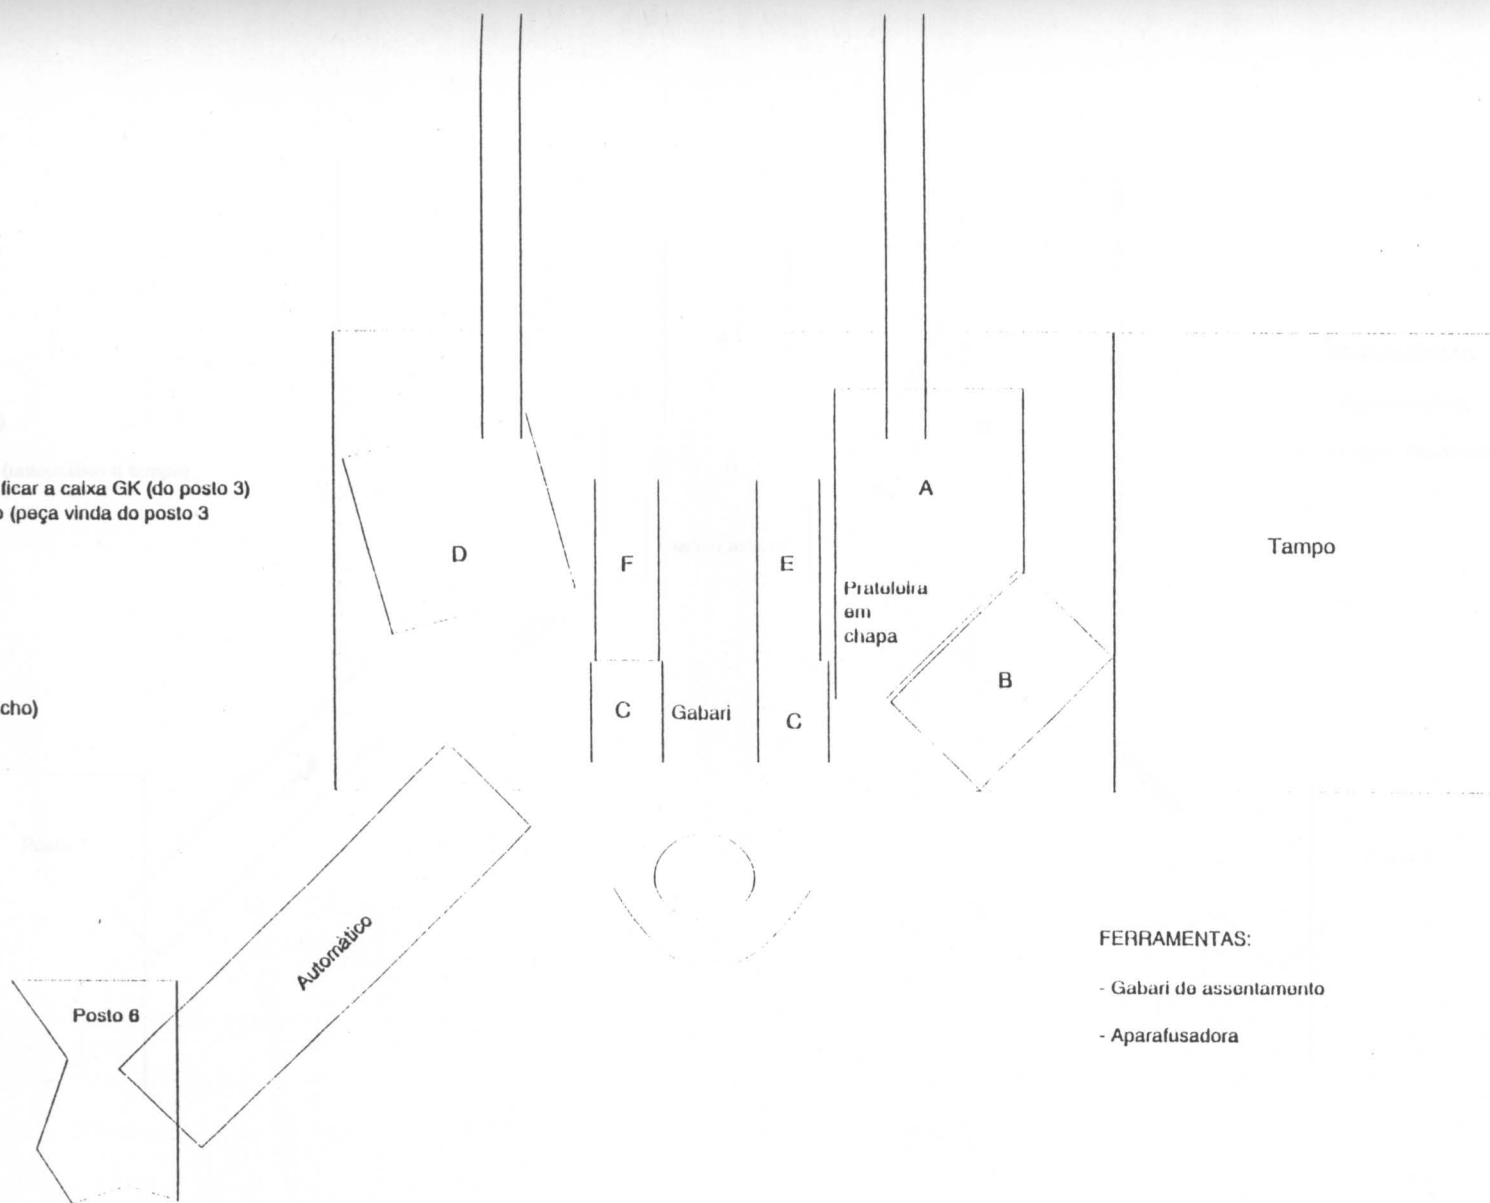 ficar a caixa GK (do posto 3)
(peça vinda do posto 3
cho)
D
F
E
A
Prateleira
em
chapa
B
C
Gabari
C
Tampo
Automático
Posto 6
FERRAMENTAS:
- Gabari de assentamento
- Aparafusadora